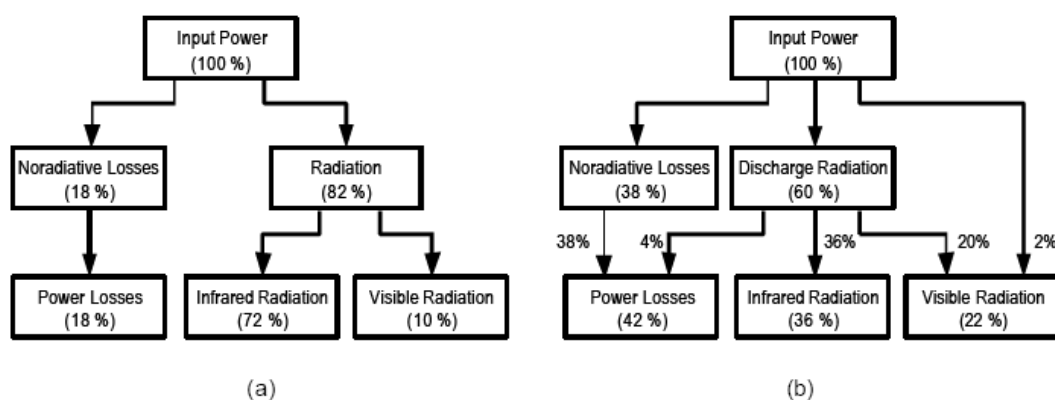 Input Power
(100 %)
Noradiative Losses
(18 %)
Radiation
(82 %)
Power Losses
(18 %)
Infrared Radiation
(72 %)
Visible Radiation
(10 %)
(a)
Input Power
(100 %)
Noradiative Losses
(38 %)
Discharge Radiation
(60 %)
38%
4%
36%
20%
2%
Power Losses
(42 %)
Infrared Radiation
(36 %)
Visible Radiation
(22 %)
(b)